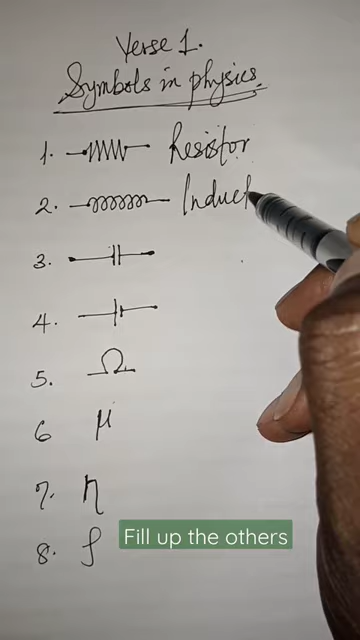 Verse 1.
Symbols in physics
1. Resistor
2. Induct
3.
4.
5. Ω
6 μ
7. η
8. ρ
Fill up the others